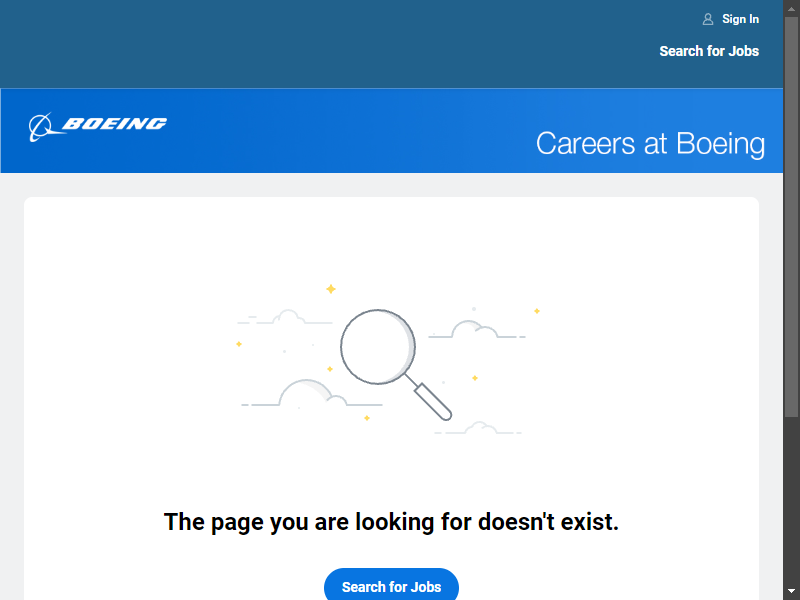 Sign In
Search for Jobs
BOEING
Careers at Boeing
The page you are looking for doesn't exist.
Search for Jobs